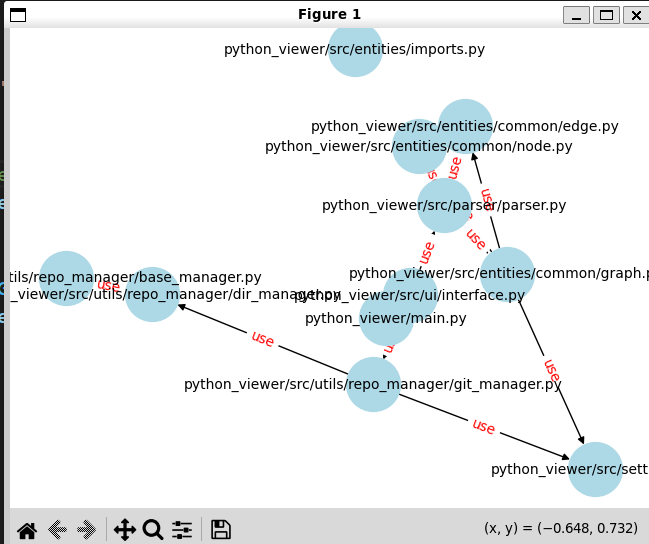 Figure 1
python_viewer/src/entities/imports.py
python_viewer/src/entities/common/edge.py
python_viewer/src/entities/common/node.py
use
use
python_viewer/src/parser/parser.py
use
use
python_viewer/src/entities/common/graph.p
tils/repo_manager/base_manager.py
use
_viewer/src/utils/repo_manager/dir_manager.py
python_viewer/src/ui/interface.py
python_viewer/main.py
use
use
python_viewer/src/utils/repo_manager/git_manager.py
use
python_viewer/src/sett
(x, y) = (−0.648, 0.732)